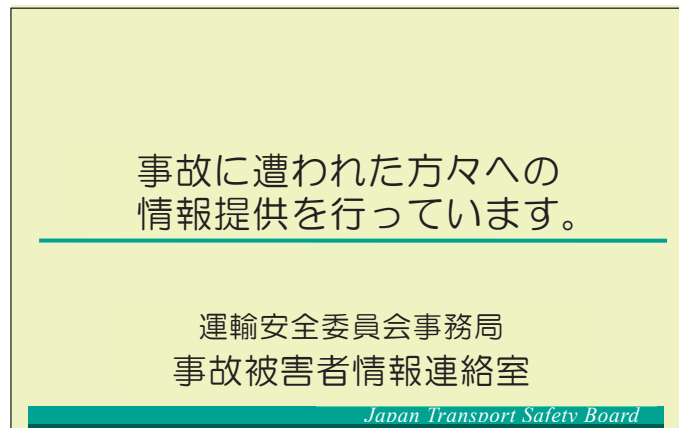 事故に遭われた方々への
情報提供を行っています。
運輸安全委員会事務局
事故被害者情報連絡室
Japan Transport Safety Board